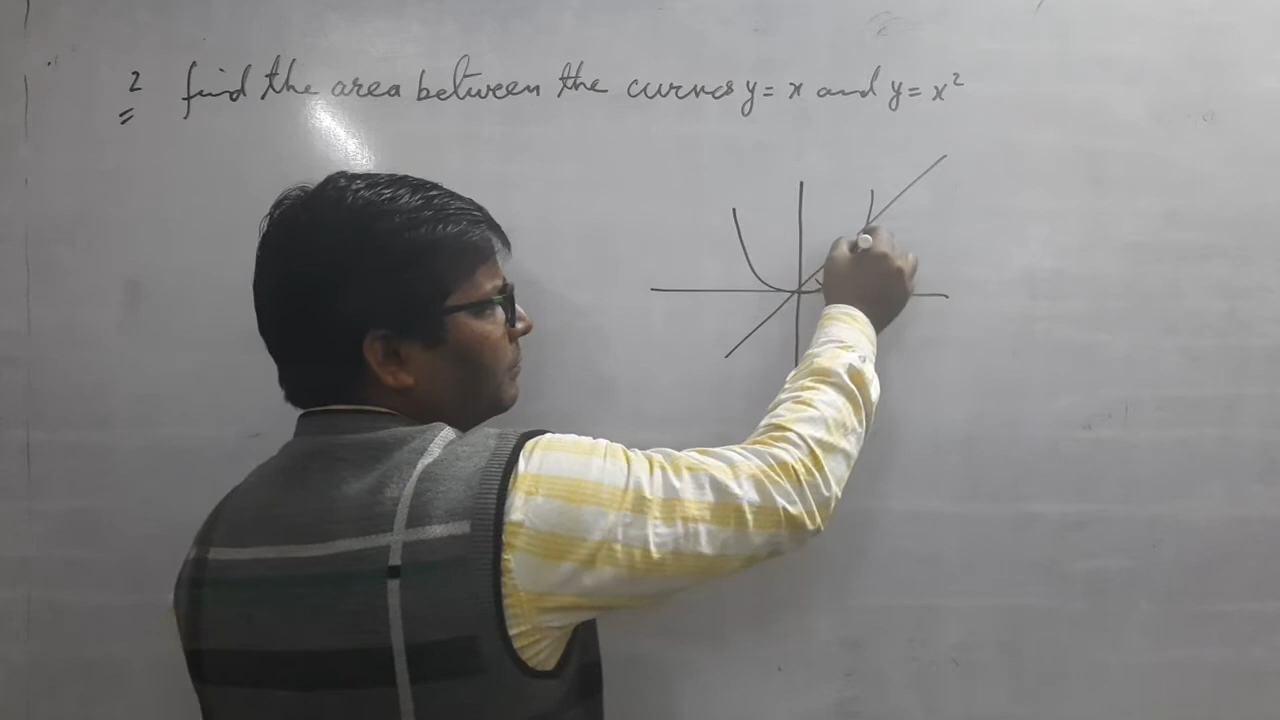 2 find the area between the curves y = x and y = x²